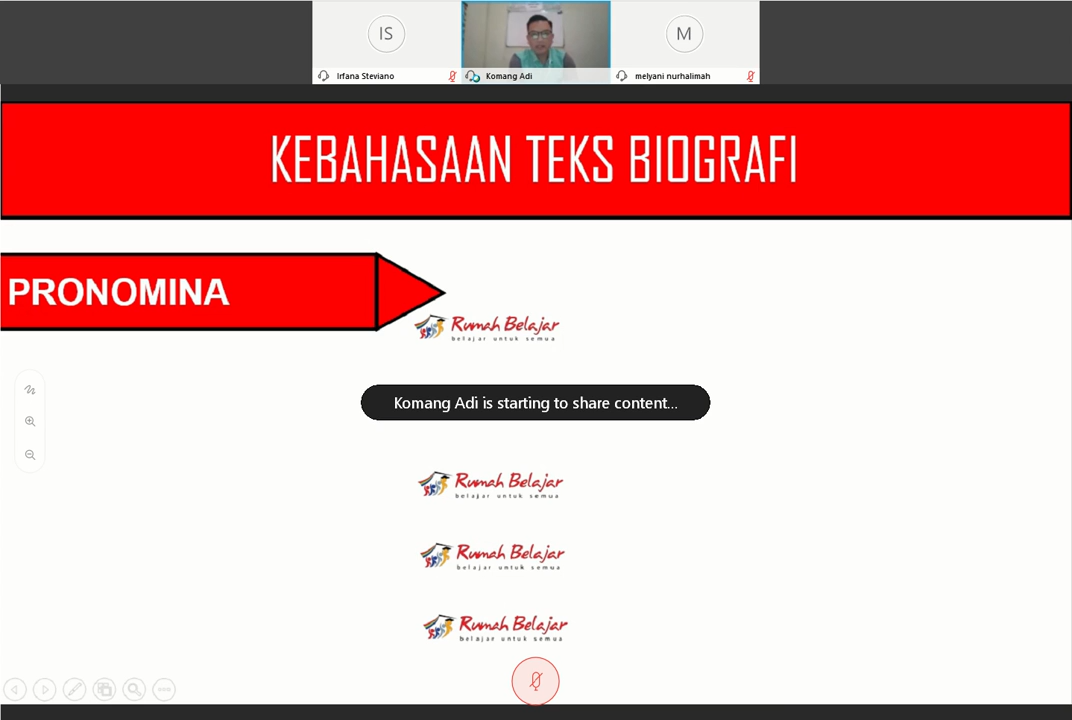 IS
M
Irfana Steviano
Komang Adi
melyani nurhalimah
KEBAHASAAN TEKS BIOGRAFI
PRONOMINA
Rumah Belajar
belajar untuk semua
Komang Adi is starting to share content...
Rumah Belajar
belajar untuk semua
Rumah Belajar
belajar untuk semua
Rumah Belajar
belajar untuk semua